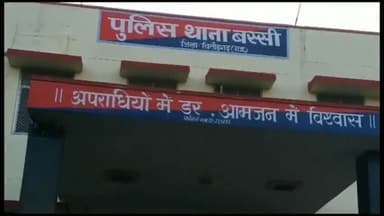 पुलिस थाना बस्सी
जिला चित्तौड़गढ़ (राज.)
॥ अपराधियों में डर , आमजन में विश्वास ॥